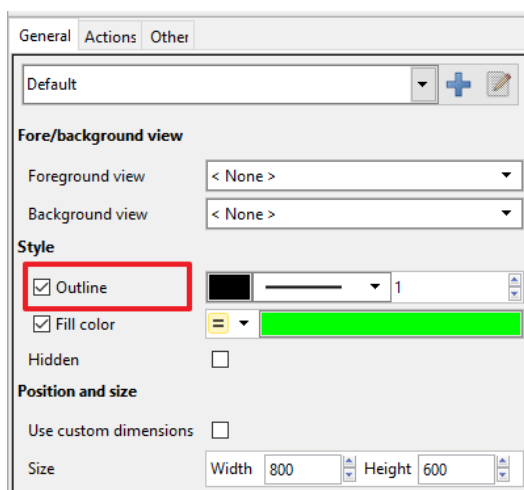 General Actions Other
Default
Fore/background view
Foreground view < None >
Background view < None >
Style
Outline 1
Fill color =
Hidden
Position and size
Use custom dimensions
Size Width 800 Height 600